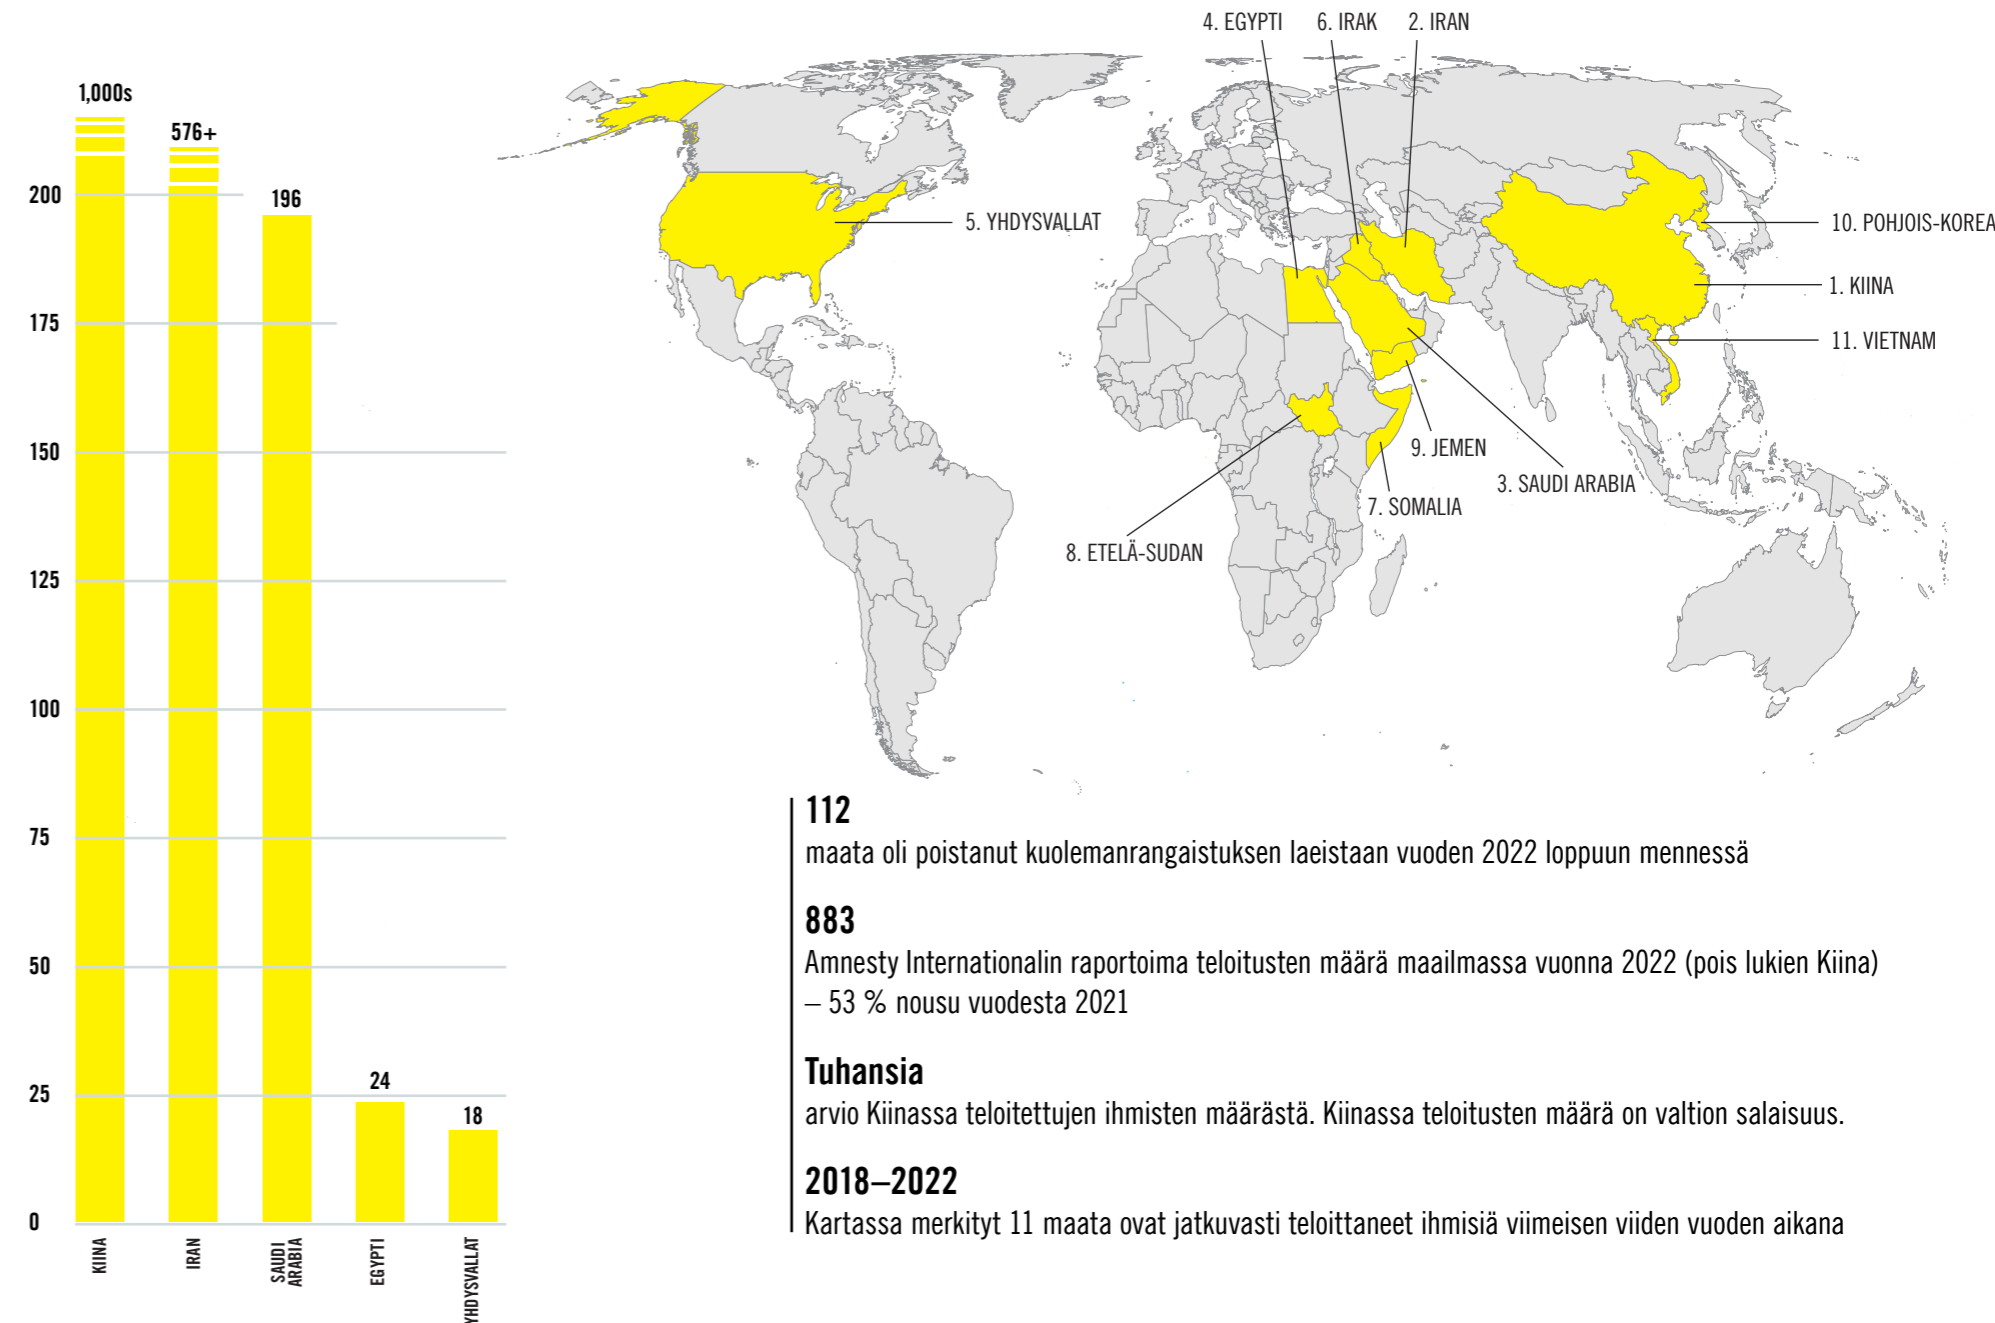 1,000s
576+
196
24
18
200
175
150
125
100
75
50
25
0
KIINA
IRAN
SAUDI
ARABIA
EGYPTI
YHDYSVALLAT
4. EGYPTI
6. IRAK
2. IRAN
5. YHDYSVALLAT
10. POHJOIS-KOREA
1. KIINA
11. VIETNAM
9. JEMEN
3. SAUDI ARABIA
7. SOMALIA
8. ETELÄ-SUDAN
112
maata oli poistanut kuolemanrangaistuksen laeistaan vuoden 2022 loppuun mennessä
883
Amnesty Internationalin raportoima teloitusten määrä maailmassa vuonna 2022 (pois lukien Kiina)
– 53 % nousu vuodesta 2021
Tuhansia
arvio Kiinassa teloitettujen ihmisten määrästä. Kiinassa teloitusten määrä on valtion salaisuus.
2018–2022
Kartassa merkityt 11 maata ovat jatkuvasti teloittaneet ihmisiä viimeisen viiden vuoden aikana